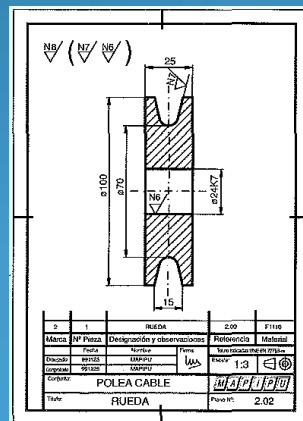 N8 ( N7 N6 )
25
N7
ø100
ø70
N6
ø24K7
15
2 1 RUEDA 2.00 F1110
Marca Nº Pieza Designación y observaciones Referencia Material
Fecha Nombre Firma
Dibujado MAPIPU
Comprobado MAPIPU
Escala: 1:3
Conjunto: POLEA CABLE MAPIPU
Título: RUEDA Plano Nº: 2.02